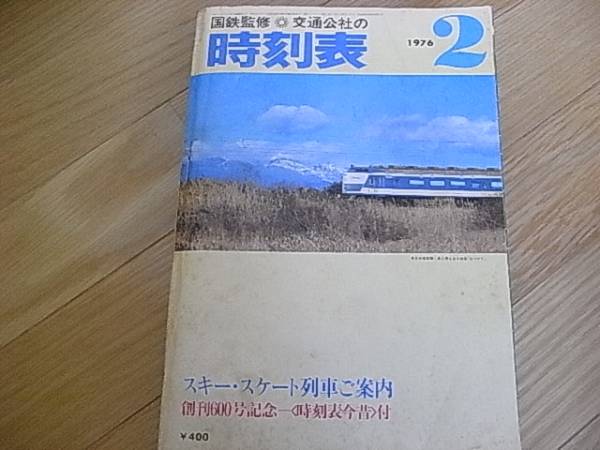 国鉄監修 交通公社の
時刻表
1976 2
スキー・スケート列車ご案内
創刊600号記念―〈時刻表今昔〉付
¥400